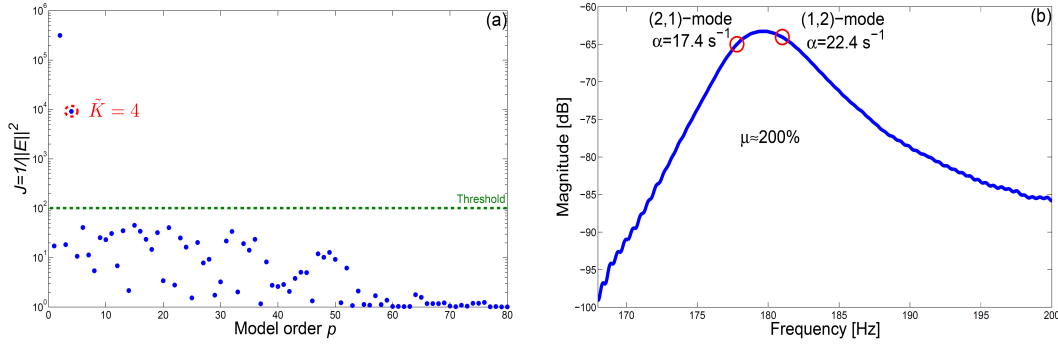 (a)
J=1/||E||²
10⁶
10⁵
10⁴
10³
10²
10¹
10⁰
K̃ = 4
Threshold
0 10 20 30 40 50 60 70 80
Model order p
(b)
(2,1)−mode
α=17.4 s⁻¹
(1,2)−mode
α=22.4 s⁻¹
μ≈200%
Magnitude [dB]
−60
−65
−70
−75
−80
−85
−90
−95
−100
170 175 180 185 190 195 200
Frequency [Hz]